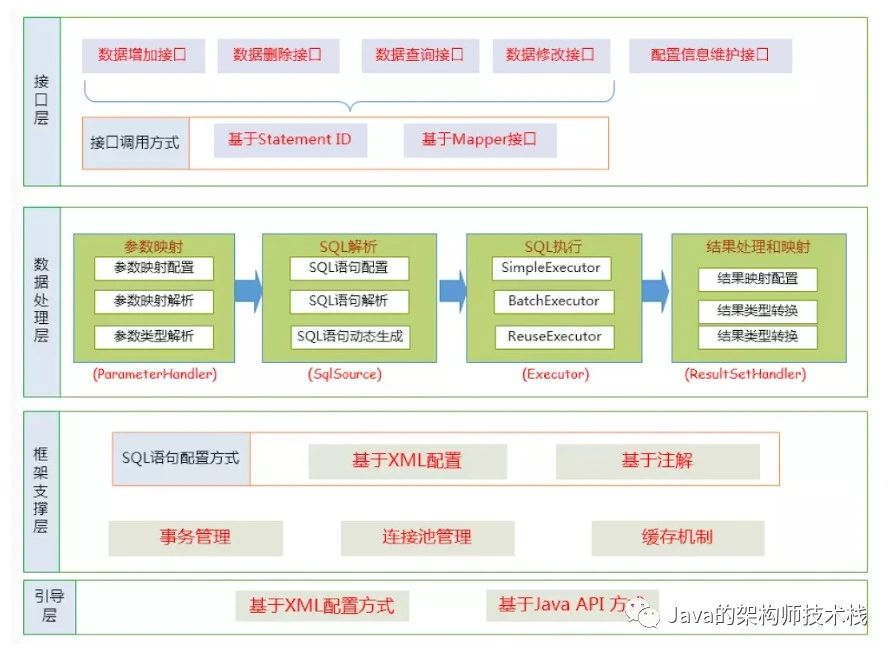 接口层
数据增加接口
数据删除接口
数据查询接口
数据修改接口
配置信息维护接口
接口调用方式
基于Statement ID
基于Mapper接口
数据处理层
参数映射
参数映射配置
参数映射解析
参数类型解析
(ParameterHandler)
SQL解析
SQL语句配置
SQL语句解析
SQL语句动态生成
(SqlSource)
SQL执行
SimpleExecutor
BatchExecutor
ReuseExecutor
(Executor)
结果处理和映射
结果映射配置
结果类型转换
结果类型转换
(ResultSetHandler)
框架支撑层
SQL语句配置方式
基于XML配置
基于注解
事务管理
连接池管理
缓存机制
引导层
基于XML配置方式
基于Java API 方式
Java的架构师技术栈